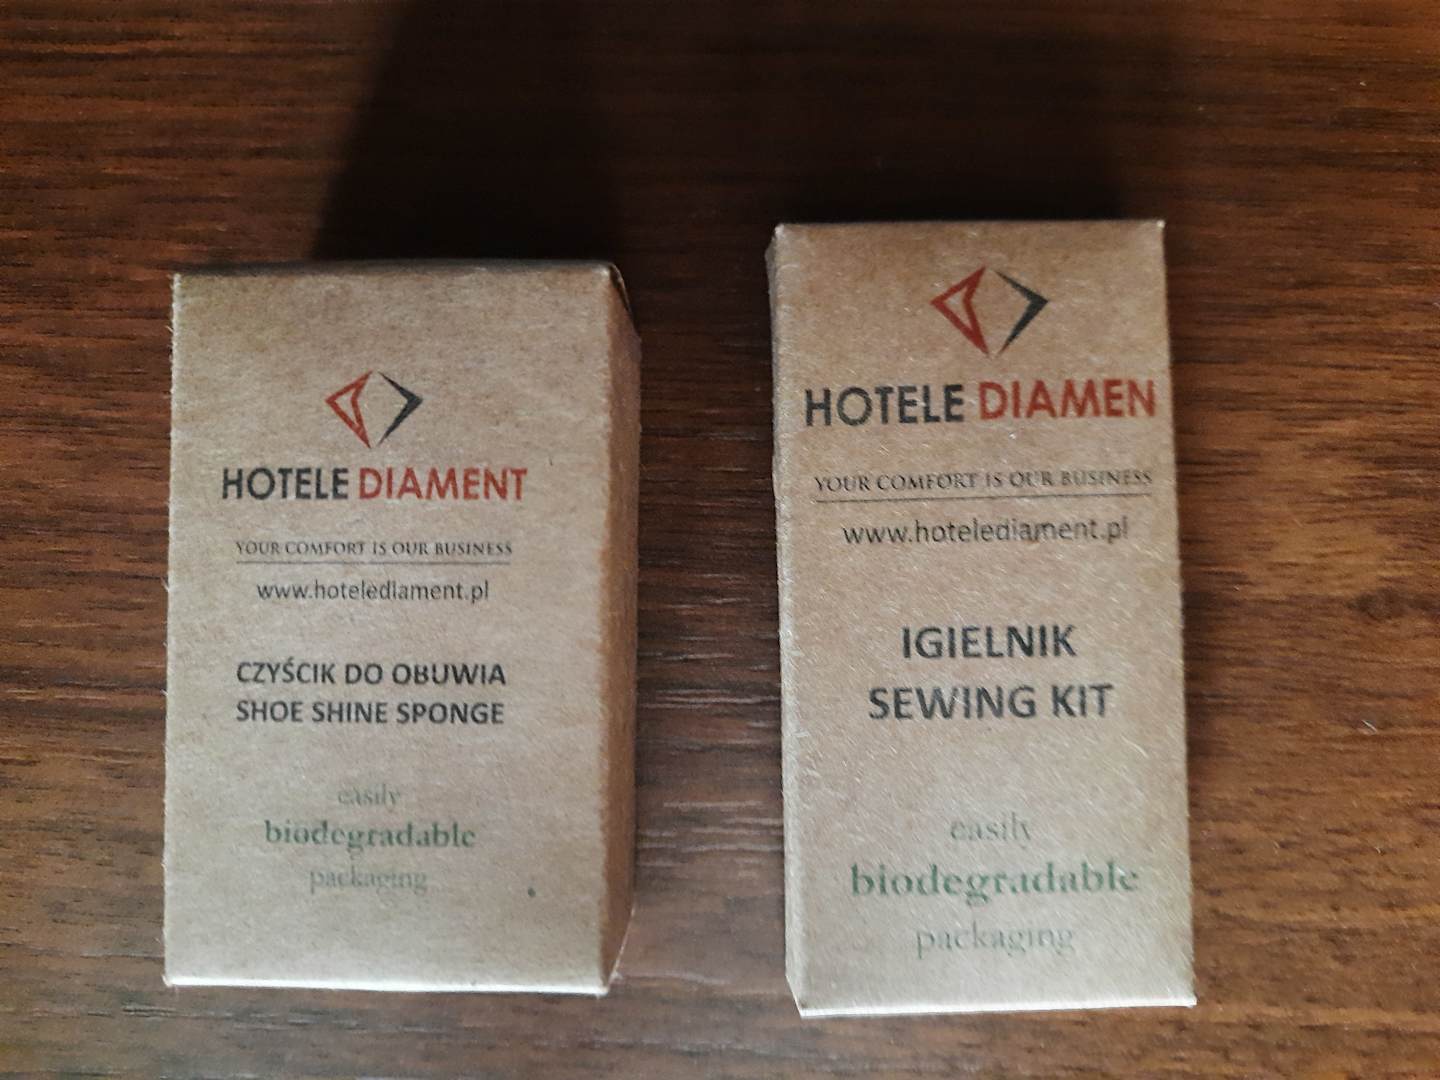 HOTELE DIAMENT
YOUR COMFORT IS OUR BUSINESS
www.hotelediament.pl
CZYŚCIK DO OBUWIA
SHOE SHINE SPONGE
easily
biodegradable
packaging
HOTELE DIAMEN
YOUR COMFORT IS OUR BUSINESS
www.hotelediament.pl
IGIELNIK
SEWING KIT
easily
biodegradable
packaging